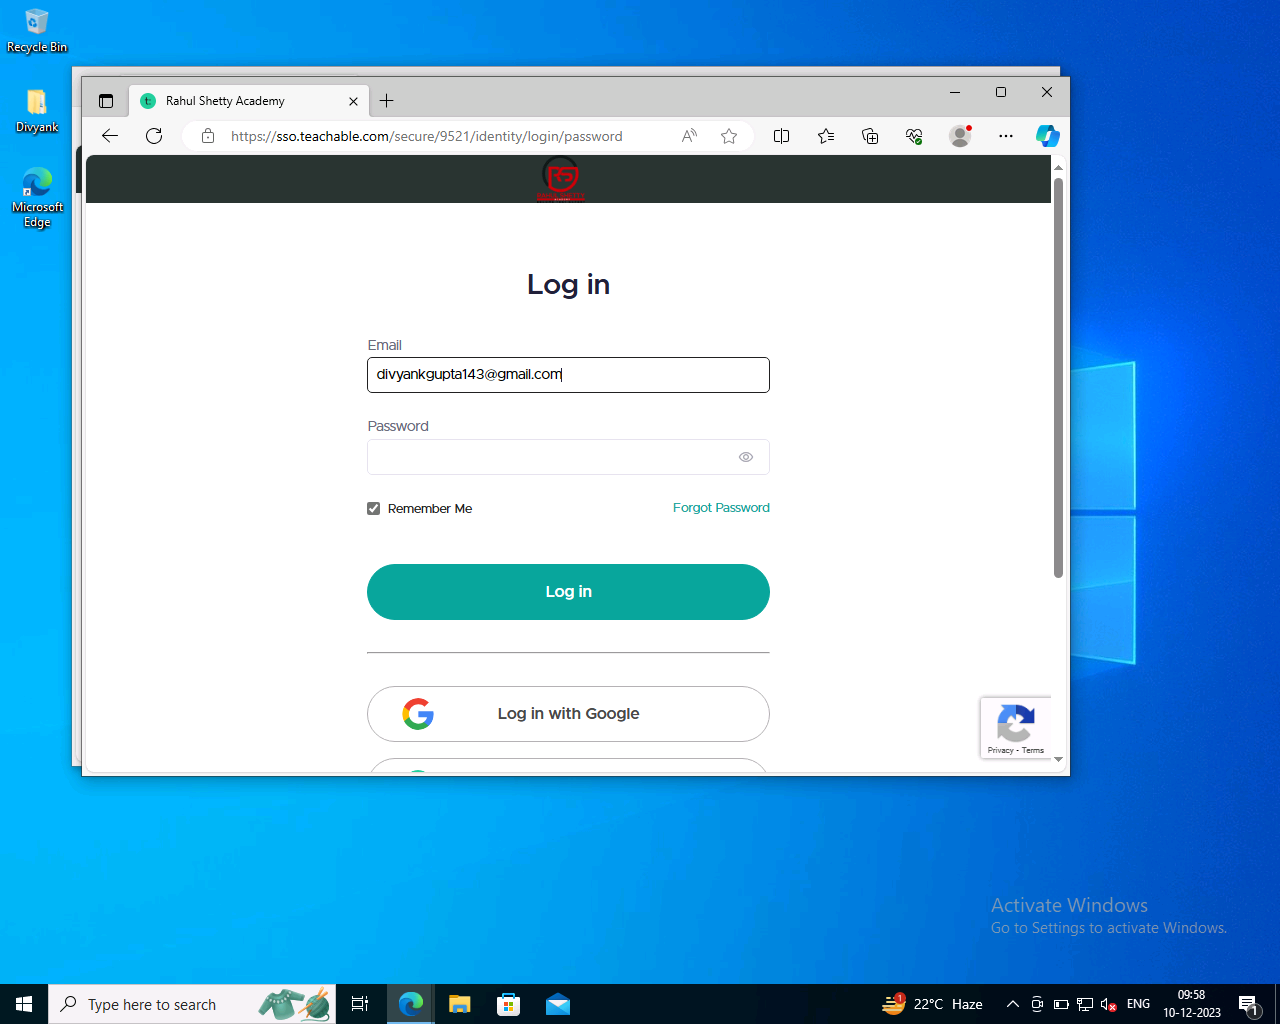 Recycle Bin
Divyank
Microsoft
Edge
Rahul Shetty Academy
https://sso.teachable.com/secure/9521/identity/login/password
Log in
Email
divyankgupta143@gmail.com
Password
Remember Me
Forgot Password
Log in
Log in with Google
Privacy - Terms
Activate Windows
Go to Settings to activate Windows.
Type here to search
1
22°C Haze
ENG
09:58
10-12-2023
1